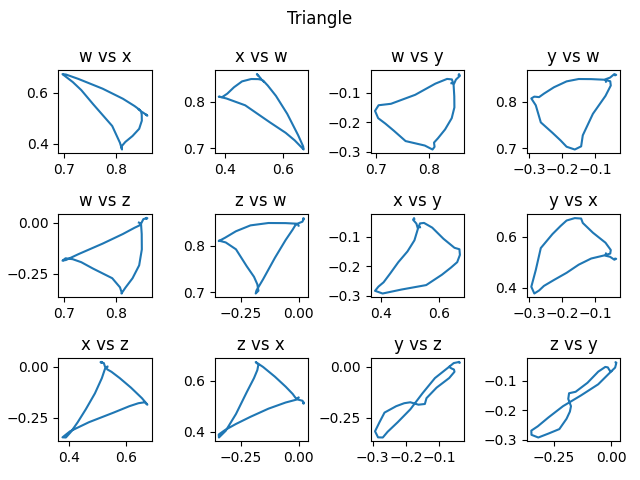 Triangle
w vs x
x vs w
w vs y
y vs w
0.6
0.4
0.7 0.8
0.8
0.7
0.4 0.6
−0.1
−0.2
−0.3
0.7 0.8
0.8
0.7
−0.3 −0.2 −0.1
w vs z
z vs w
x vs y
y vs x
0.00
−0.25
0.7 0.8
0.8
0.7
−0.25 0.00
−0.1
−0.2
−0.3
0.4 0.6
0.6
0.4
−0.3 −0.2 −0.1
x vs z
z vs x
y vs z
z vs y
0.00
−0.25
0.4 0.6
0.6
0.4
−0.25 0.00
0.00
−0.25
−0.3 −0.2 −0.1
−0.1
−0.2
−0.3
−0.25 0.00